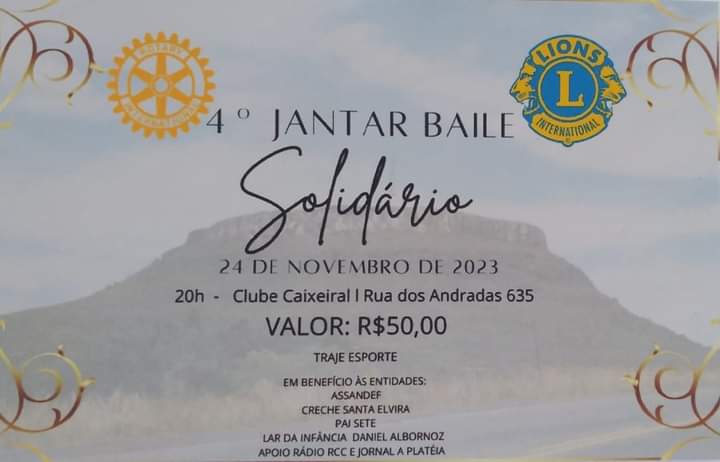 ROTARY
INTERNATIONAL
LIONS
L
INTERNATIONAL
4º JANTAR BAILE
Solidário
24 DE NOVEMBRO DE 2023
20h - Clube Caixeiral l Rua dos Andradas 635
VALOR: R$50,00
TRAJE ESPORTE
EM BENEFÍCIO ÀS ENTIDADES:
ASSANDEF
CRECHE SANTA ELVIRA
PAI SETE
LAR DA INFÂNCIA DANIEL ALBORNOZ
APOIO RÁDIO RCC E JORNAL A PLATÉIA